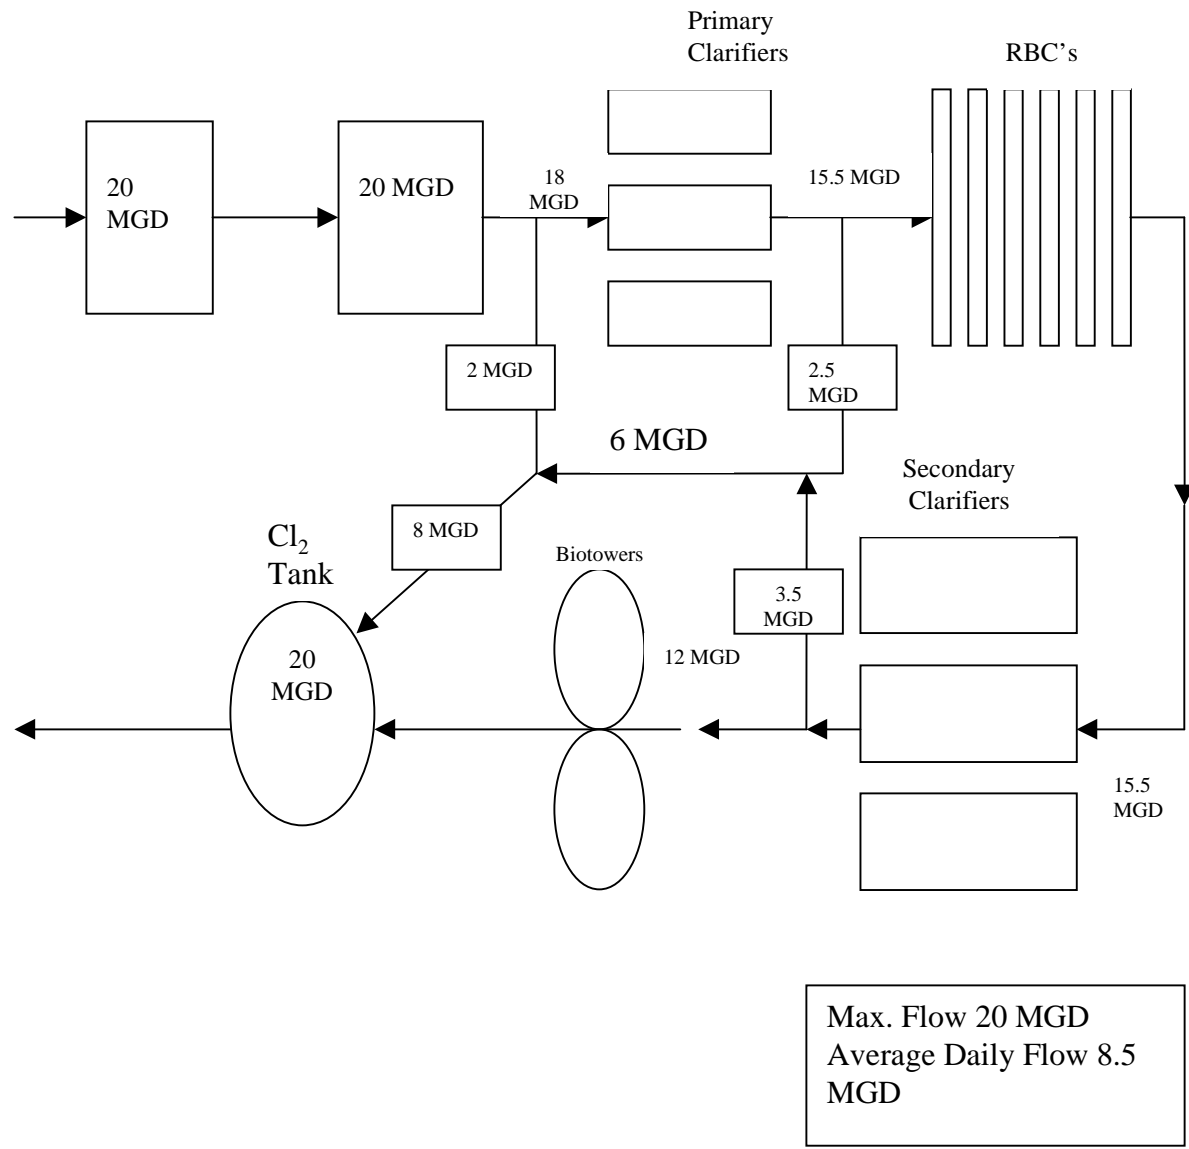 Primary
Clarifiers
RBC's
20
MGD
20 MGD
18
MGD
15.5 MGD
2 MGD
2.5
MGD
6 MGD
Secondary
Clarifiers
8 MGD
Cl₂
Tank
Biotowers
3.5
MGD
20
MGD
12 MGD
15.5
MGD
Max. Flow 20 MGD
Average Daily Flow 8.5
MGD